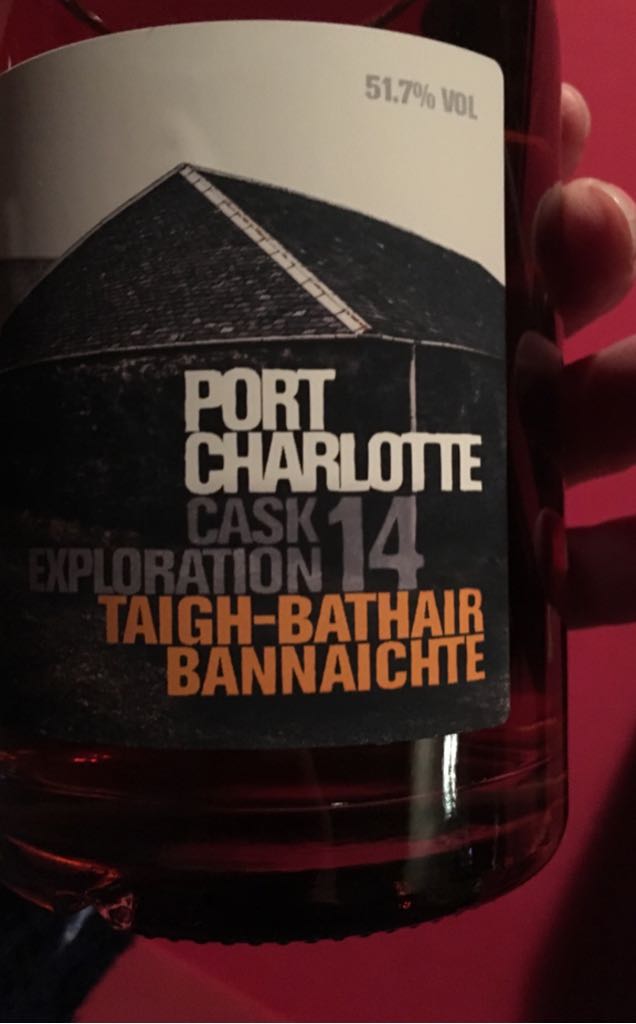 51.7% VOL
PORT
CHARLOTTE
CASK
EXPLORATION 14
TAIGH-BATHAIR
BANNAICHTE